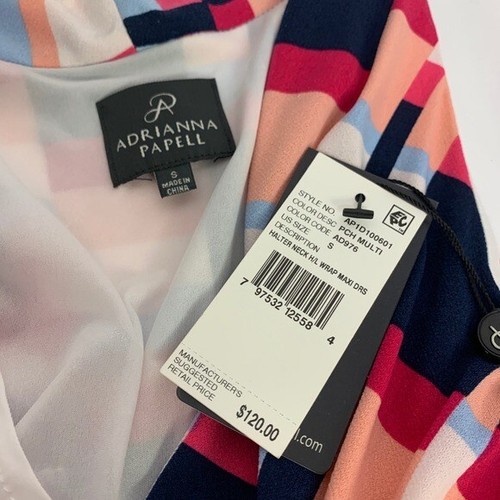 ADRIANNA
PAPELL
S
MADE IN
CHINA
STYLE NO. AP1D100601
COLOR DESC. PCH MULTI
COLOR CODE AD976
US SIZE S
DESCRIPTION
HALTER NECK H/L WRAP MAXI DRS
7 97532 12558 4
MANUFACTURER'S
SUGGESTED
RETAIL PRICE
$120.00
l.com